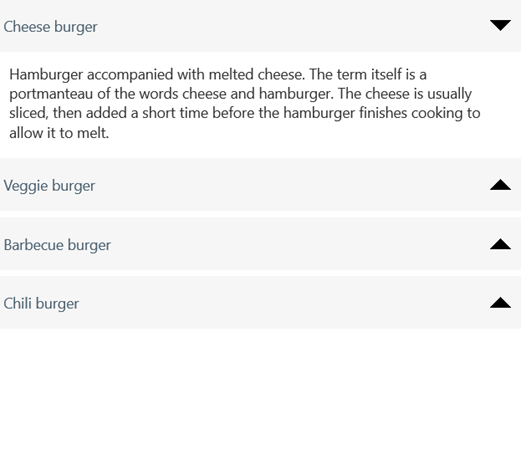 Cheese burger
Hamburger accompanied with melted cheese. The term itself is a
portmanteau of the words cheese and hamburger. The cheese is usually
sliced, then added a short time before the hamburger finishes cooking to
allow it to melt.
Veggie burger
Barbecue burger
Chili burger